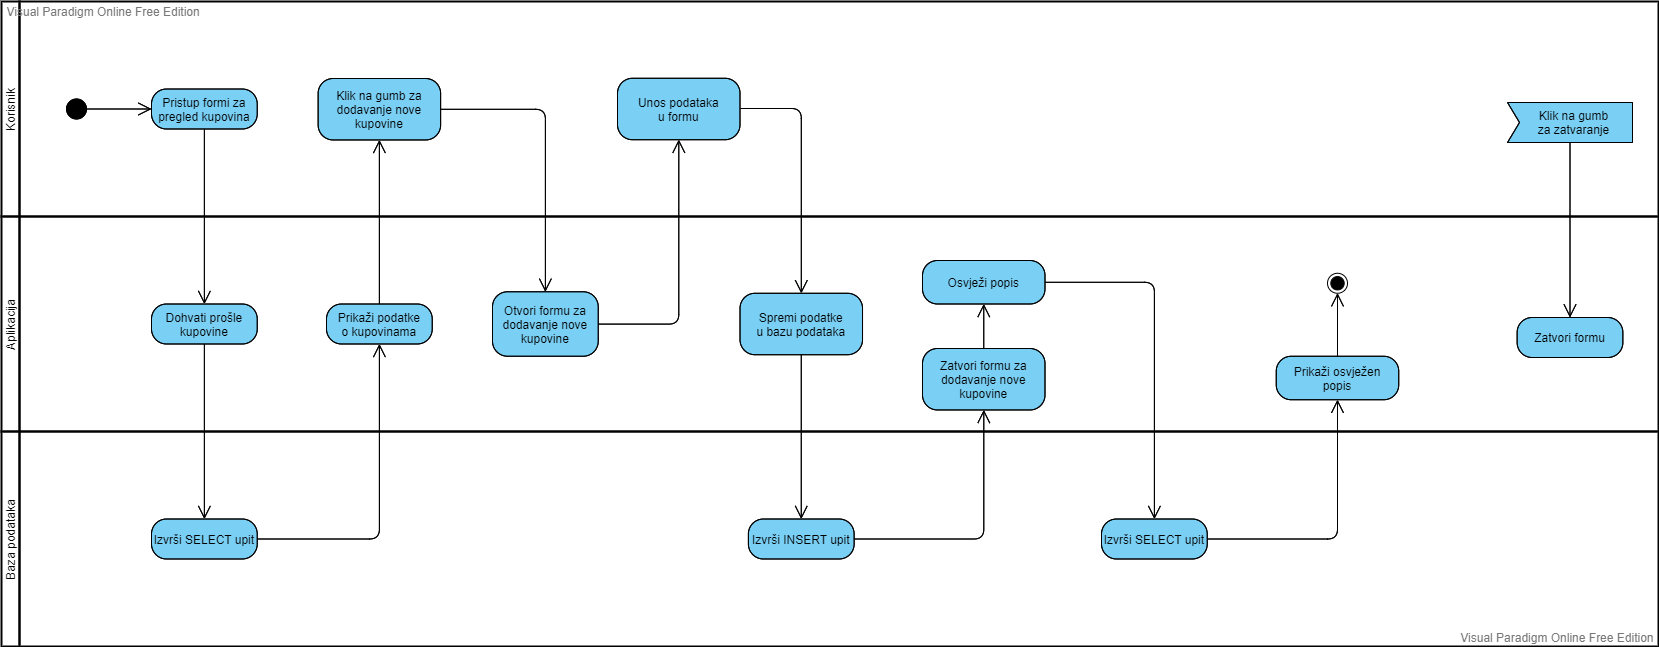 Visual Paradigm Online Free Edition
Korisnik
Pristup formi za
pregled kupovina
Klik na gumb za
dodavanje nove
kupovine
Unos podataka
u formu
Klik na gumb
za zatvaranje
Aplikacija
Dohvati prošle
kupovine
Prikaži podatke
o kupovinama
Otvori formu za
dodavanje nove
kupovine
Spremi podatke
u bazu podataka
Osvježi popis
Zatvori formu za
dodavanje nove
kupovine
Prikaži osvježen
popis
Zatvori formu
Baza podataka
Izvrši SELECT upit
Izvrši INSERT upit
Izvrši SELECT upit
Visual Paradigm Online Free Edition